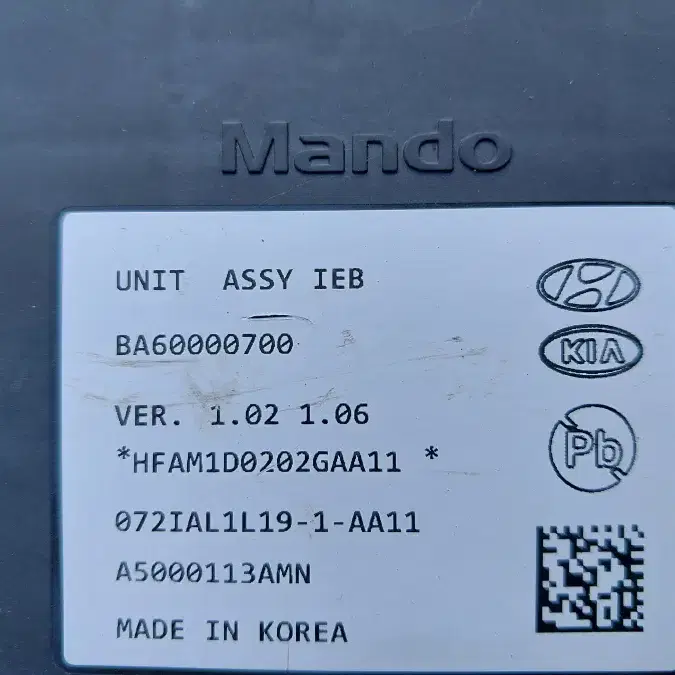 Mando
UNIT ASSY IEB
BA60000700
KIA
VER. 1.02 1.06
*HFAM1D0202GAA11 *
Pb
072IAL1L19-1-AA11
A5000113AMN
MADE IN KOREA